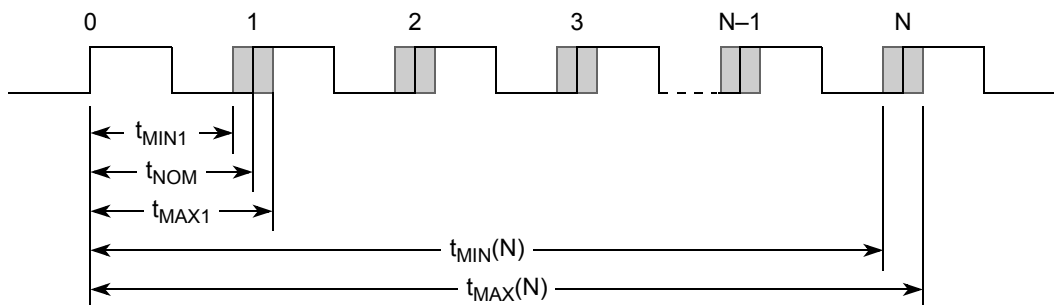 0 1 2 3 N–1 N
tMIN1
tNOM
tMAX1
tMIN(N)
tMAX(N)